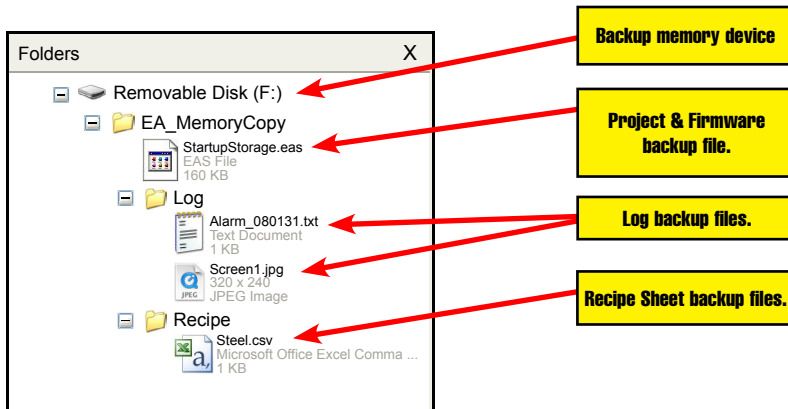 Folders X
Removable Disk (F:)
EA_MemoryCopy
StartupStorage.eas
EAS File
160 KB
Log
Alarm_080131.txt
Text Document
1 KB
Screen1.jpg
320 x 240
JPEG Image
JPEG
Recipe
Steel.csv
Microsoft Office Excel Comma ...
1 KB
a,
Backup memory device
Project & Firmware
backup file.
Log backup files.
Recipe Sheet backup files.